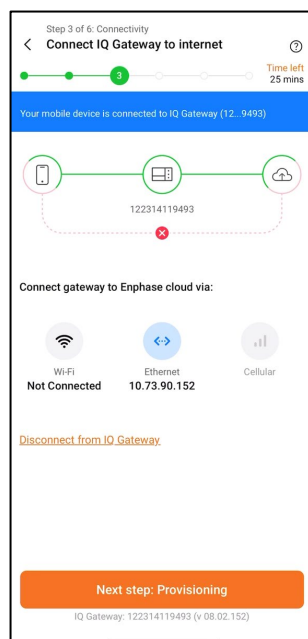 Step 3 of 6: Connectivity
Connect IQ Gateway to internet
Time left
3
25 mins
Your mobile device is connected to IQ Gateway (12...9493)
122314119493
Connect gateway to Enphase cloud via:
Wi-Fi
Ethernet
Cellular
Not Connected
10.73.90.152
Disconnect from IQ Gateway
Next step: Provisioning
IQ Gateway: 122314119493 (v 08.02.152)